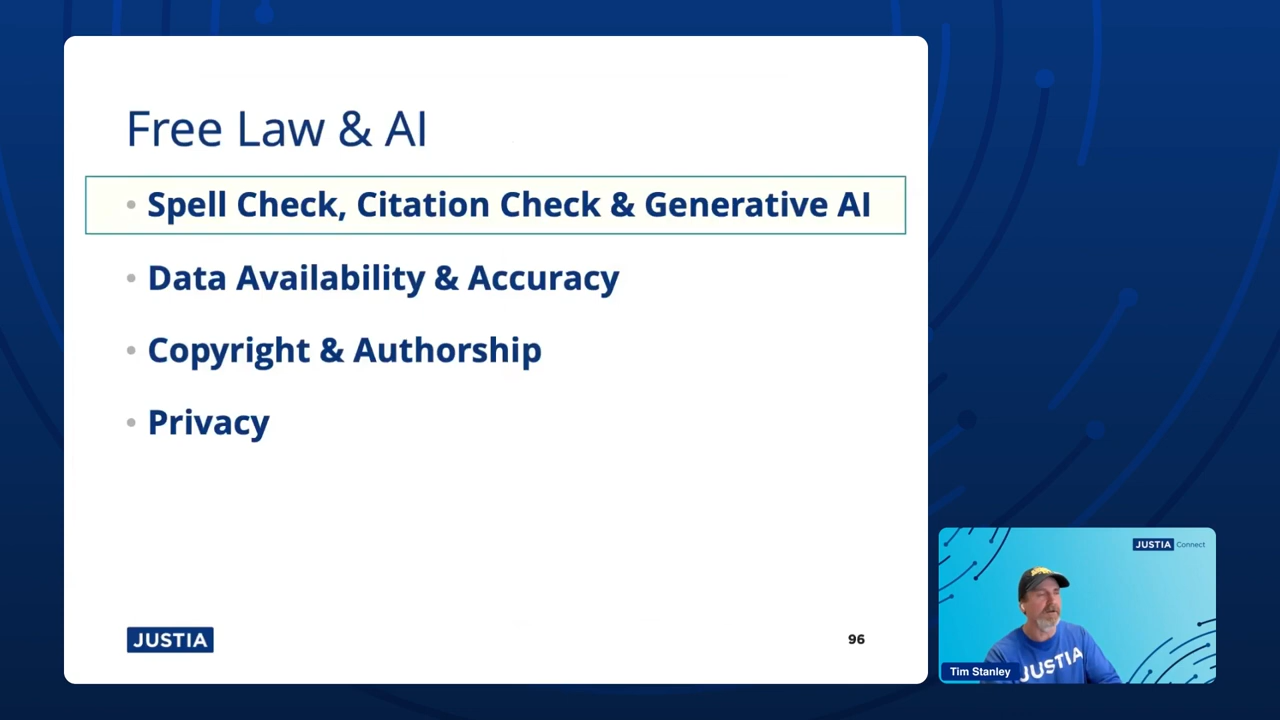 Free Law & AI
• Spell Check, Citation Check & Generative AI
• Data Availability & Accuracy
• Copyright & Authorship
• Privacy
JUSTIA
96
JUSTIA Connect
JUSTIA
Tim Stanley